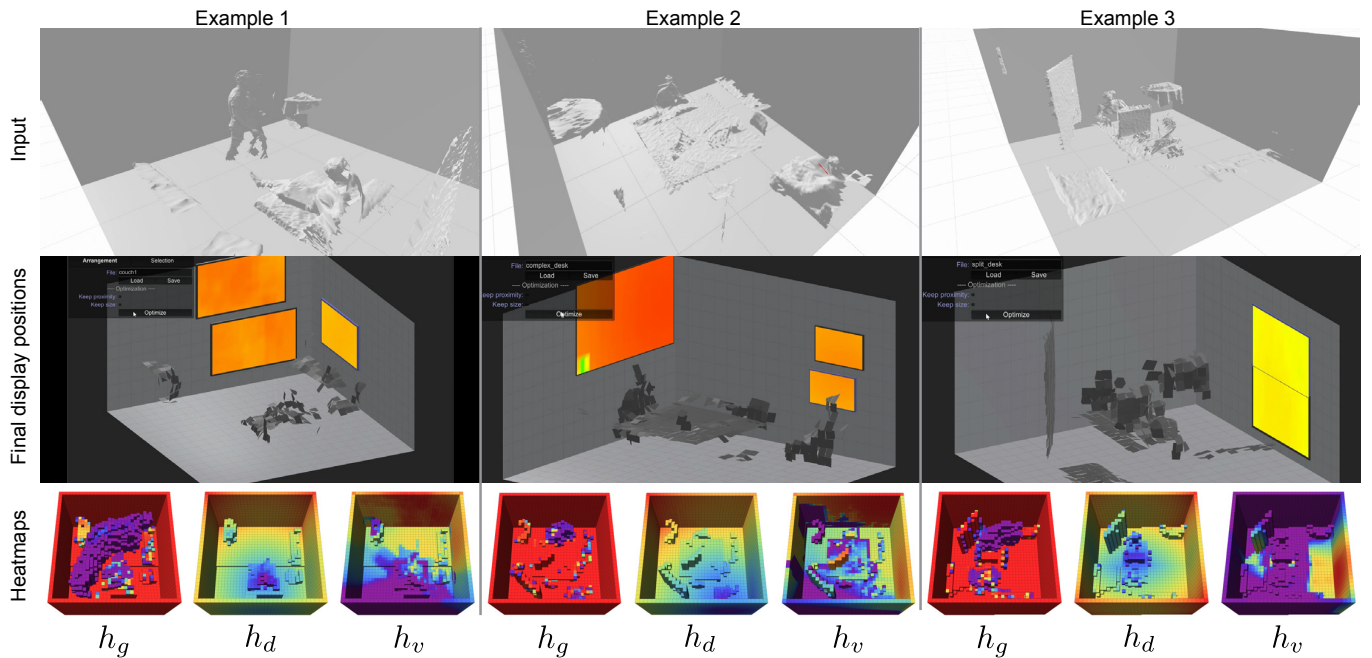 Example 1
Example 2
Example 3
Input
Final display positions
Arrangement Selection
File: couch1
Load Save
---- Optimization ----
Keep proximity:
Keep size:
Optimize
File: complex_desk
Load Save
---- Optimization ----
eep proximity:
Keep size:
Optimize
File: split_desk
Load Save
---- Optimization ----
Keep proximity:
Keep size:
Optimize
Heatmaps
h_g h_d h_v h_g h_d h_v h_g h_d h_v